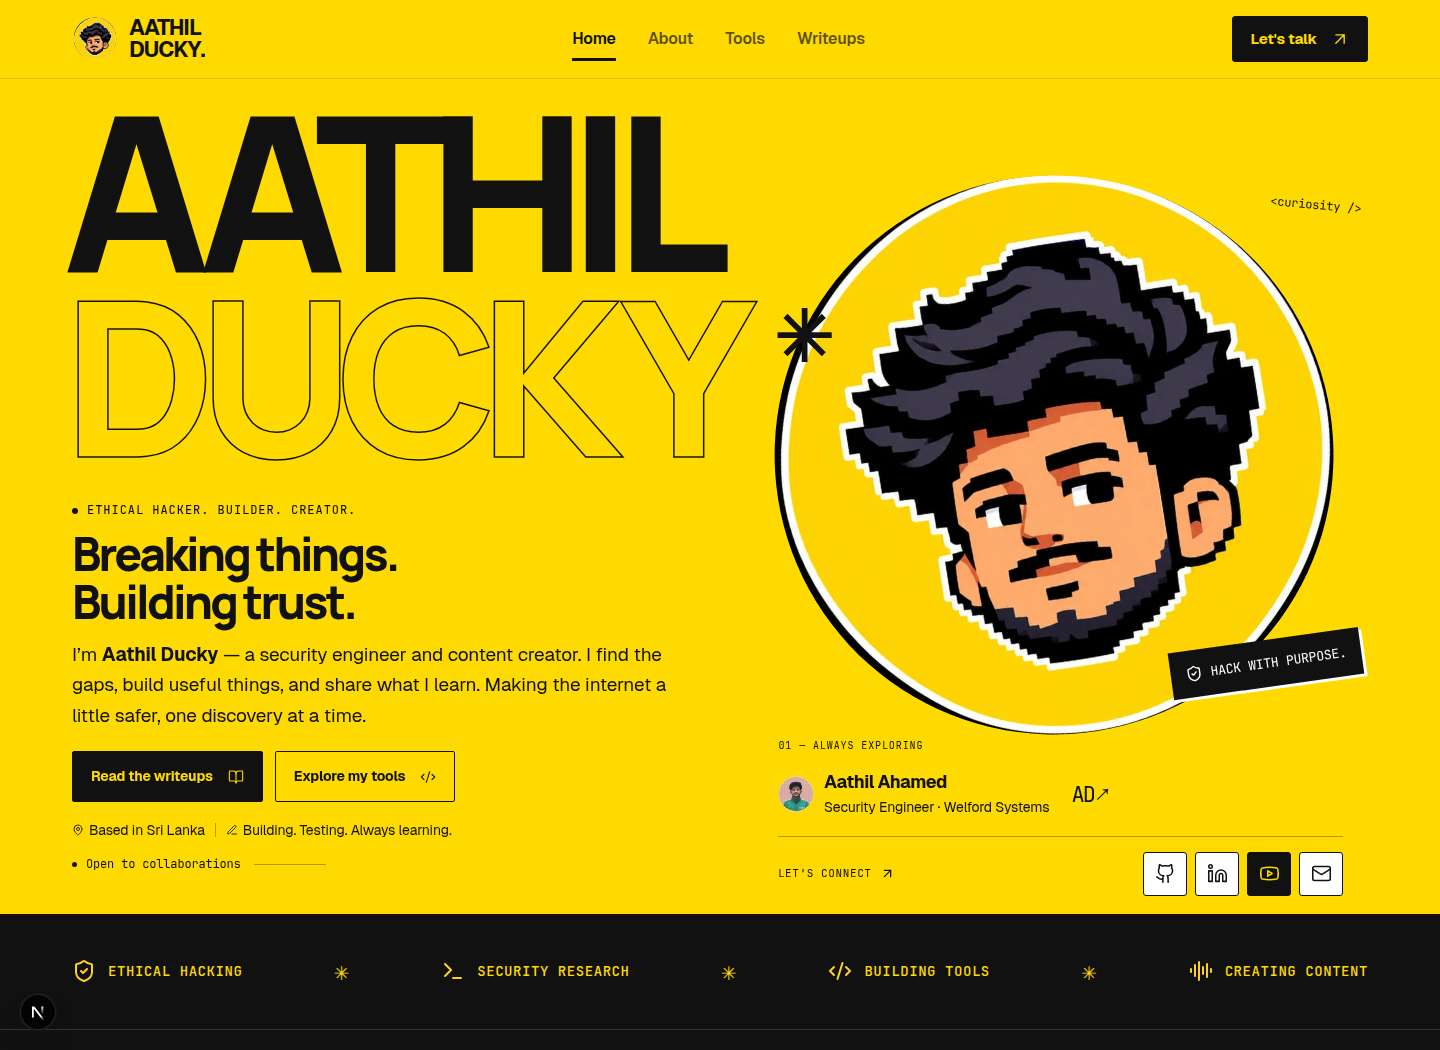 AATHIL
DUCKY.
Home
About
Tools
Writeups
Let's talk
AATHIL
DUCKY
<curiosity />
ETHICAL HACKER. BUILDER. CREATOR.
Breaking things.
Building trust.
I’m Aathil Ducky — a security engineer and content creator. I find the
gaps, build useful things, and share what I learn. Making the internet a
little safer, one discovery at a time.
Read the writeups
Explore my tools
Based in Sri Lanka
Building. Testing. Always learning.
Open to collaborations
HACK WITH PURPOSE.
01 — ALWAYS EXPLORING
Aathil Ahamed
Security Engineer · Welford Systems
AD↗
LET’S CONNECT
ETHICAL HACKING
SECURITY RESEARCH
BUILDING TOOLS
CREATING CONTENT
N